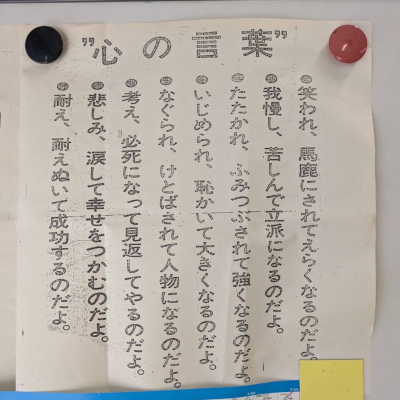 "心の言葉"
笑われ、馬鹿にされてえらくなるのだよ。
我慢し、苦しんで立派になるのだよ。
たたかれ、ふみつぶされて強くなるのだよ。
いじめられ、恥かいて大きくなるのだよ。
なぐられ、けとばされて人物になるのだよ。
考え、必死になって見返してやるのだよ。
悲しみ、涙して幸せをつかむのだよ。
耐え、耐えぬいて成功するのだよ。